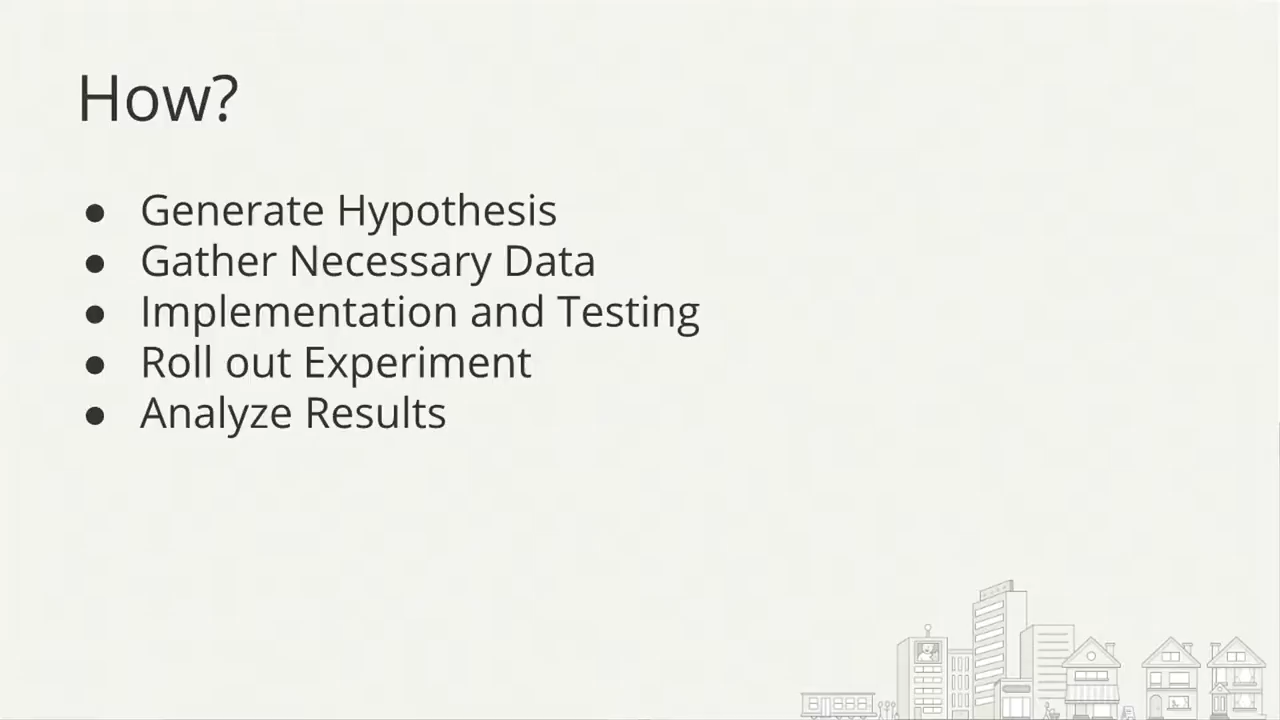 How?
● Generate Hypothesis
● Gather Necessary Data
● Implementation and Testing
● Roll out Experiment
● Analyze Results